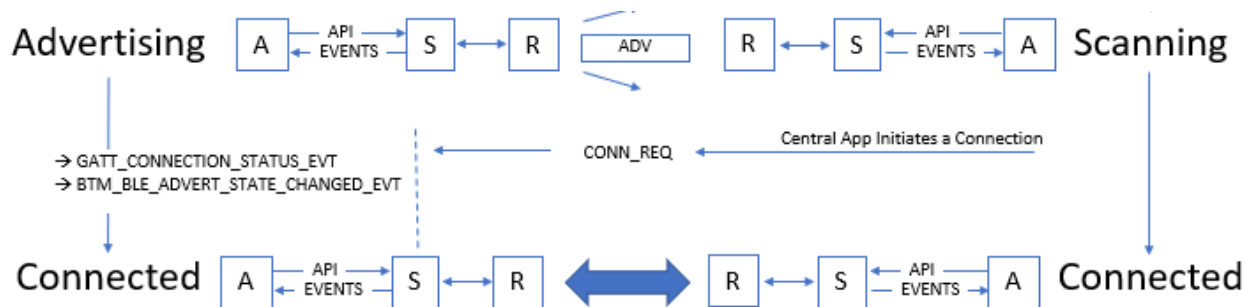 Advertising A API EVENTS S R ADV R S API EVENTS A Scanning
Central App Initiates a Connection
CONN_REQ
→ GATT_CONNECTION_STATUS_EVT
→ BTM_BLE_ADVERT_STATE_CHANGED_EVT
Connected A API EVENTS S R R S API EVENTS A Connected